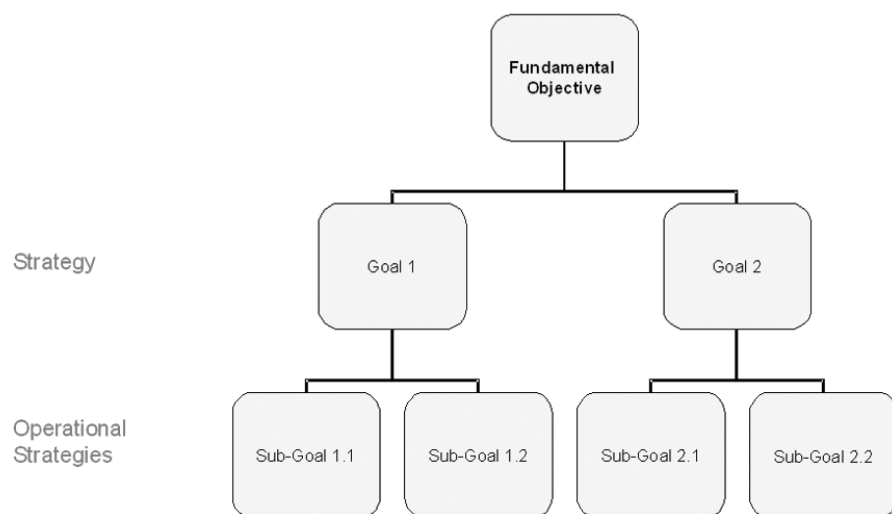 Fundamental
Objective
Strategy
Goal 1
Goal 2
Operational
Strategies
Sub-Goal 1.1
Sub-Goal 1.2
Sub-Goal 2.1
Sub-Goal 2.2